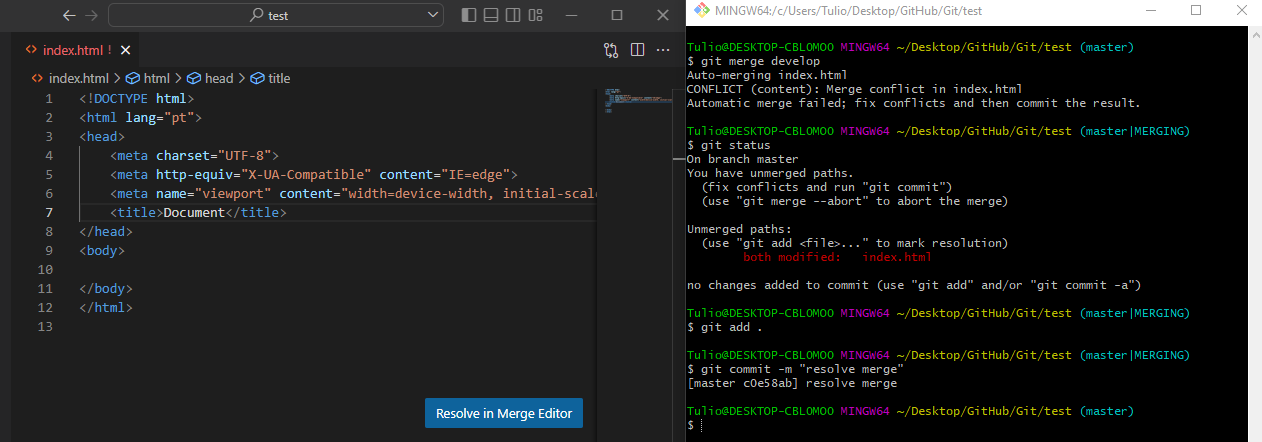 test
index.html !
index.html > html > head > title
1 <!DOCTYPE html>
2 <html lang="pt">
3 <head>
4 <meta charset="UTF-8">
5 <meta http-equiv="X-UA-Compatible" content="IE=edge">
6 <meta name="viewport" content="width=device-width, initial-scale
7 <title>Document</title>
8 </head>
9 <body>
10
11 </body>
12 </html>
13
Resolve in Merge Editor
MINGW64:/c/Users/Tulio/Desktop/GitHub/Git/test
Tulio@DESKTOP-CBLOMOO MINGW64 ~/Desktop/GitHub/Git/test (master)
$ git merge develop
Auto-merging index.html
CONFLICT (content): Merge conflict in index.html
Automatic merge failed; fix conflicts and then commit the result.
Tulio@DESKTOP-CBLOMOO MINGW64 ~/Desktop/GitHub/Git/test (master|MERGING)
$ git status
On branch master
You have unmerged paths.
(fix conflicts and run "git commit")
(use "git merge --abort" to abort the merge)
Unmerged paths:
(use "git add <file>..." to mark resolution)
both modified: index.html
no changes added to commit (use "git add" and/or "git commit -a")
Tulio@DESKTOP-CBLOMOO MINGW64 ~/Desktop/GitHub/Git/test (master|MERGING)
$ git add .
Tulio@DESKTOP-CBLOMOO MINGW64 ~/Desktop/GitHub/Git/test (master|MERGING)
$ git commit -m "resolve merge"
[master c0e58ab] resolve merge
Tulio@DESKTOP-CBLOMOO MINGW64 ~/Desktop/GitHub/Git/test (master)
$